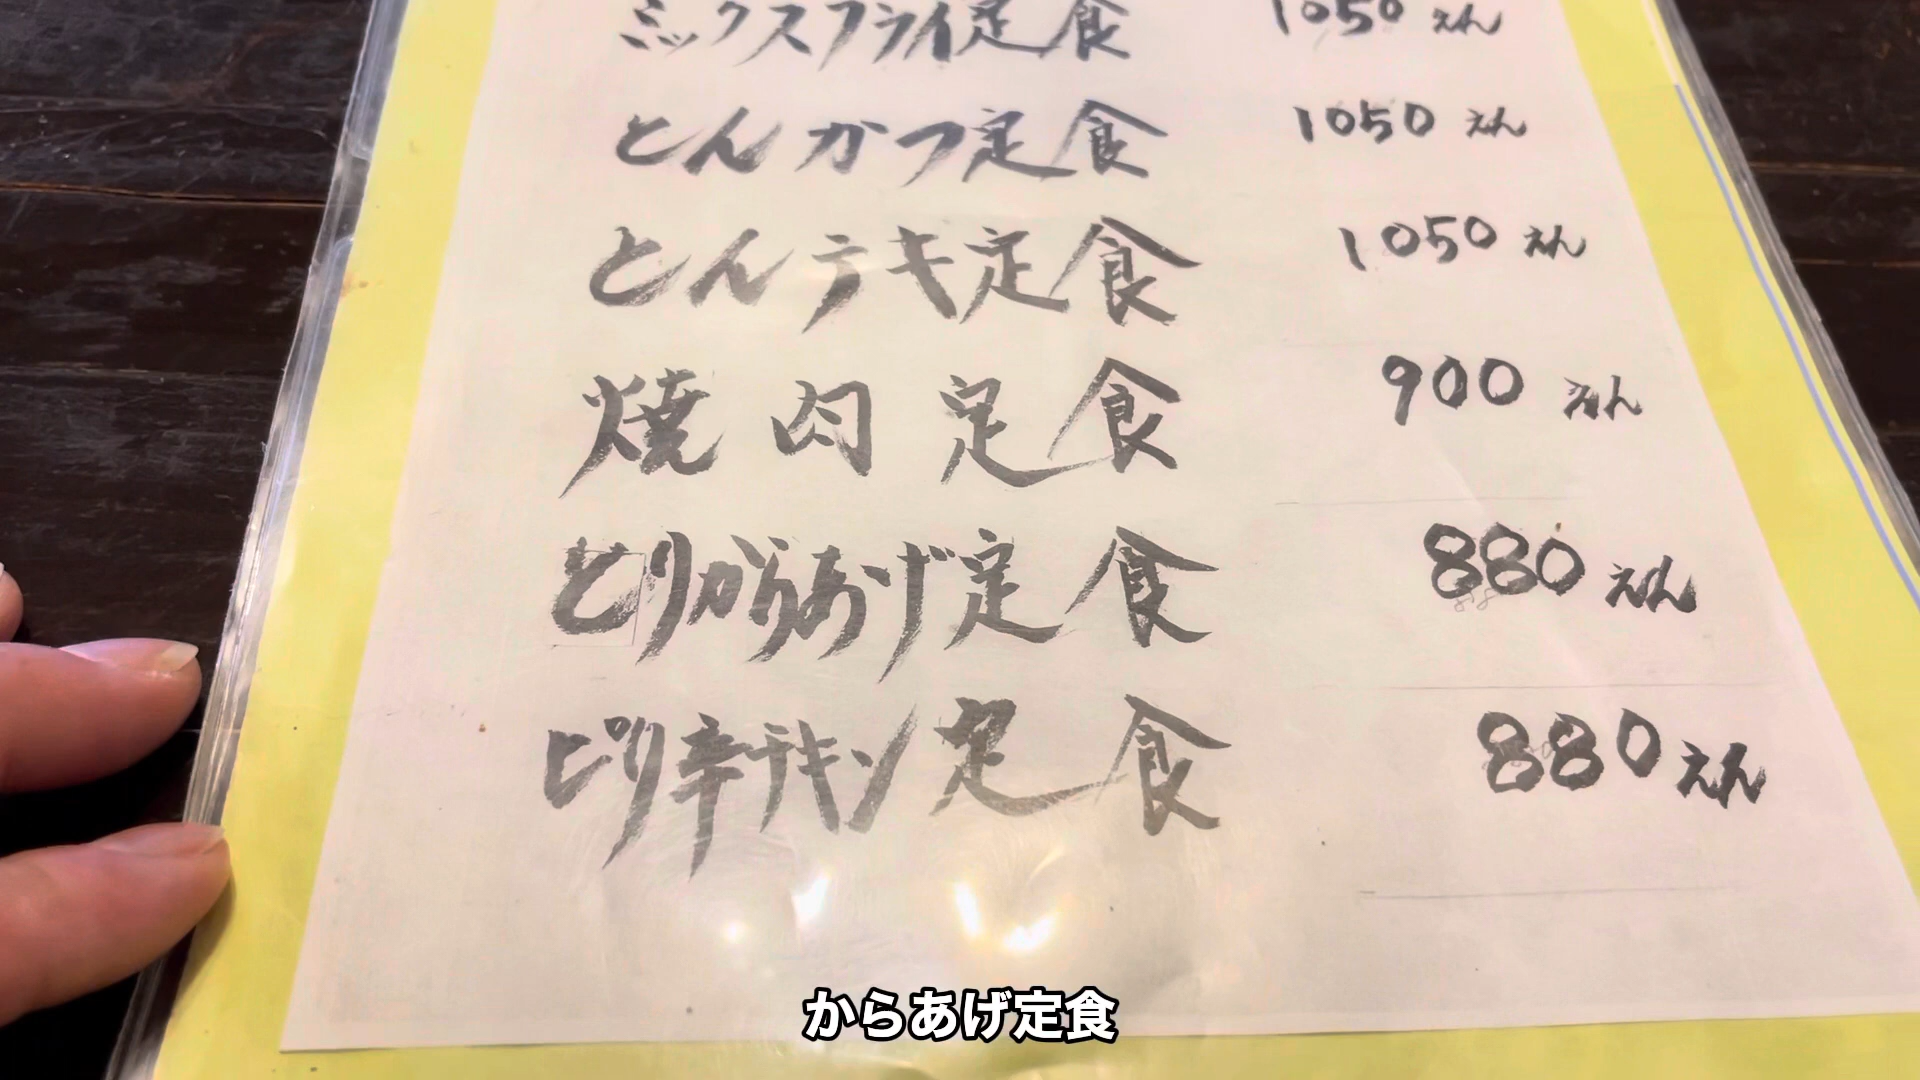 ミックスフライ定食 1050えん
とんかつ定食 1050えん
とんテキ定食 1050えん
焼肉定食 900えん
とりからあげ定食 880えん
ピリ辛チキン定食 880えん
からあげ定食